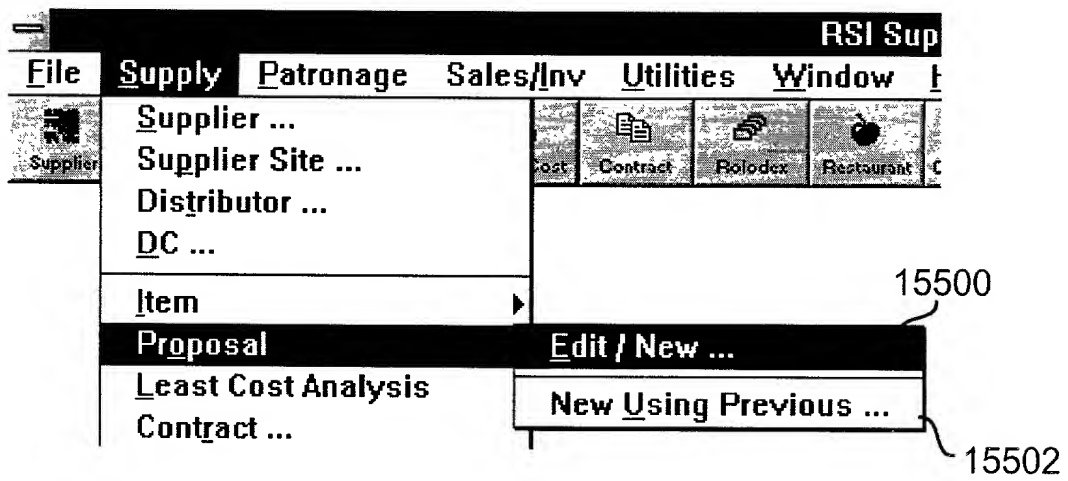 RSI Sup
File Supply Patronage Sales/Inv Utilities Window
Supplier Cost Contract Rolodex Restaurant
Supplier ...
Supplier Site ...
Distributor ...
DC ...
Item
Proposal
Least Cost Analysis
Contract ...
15500
Edit / New ...
New Using Previous ...
15502